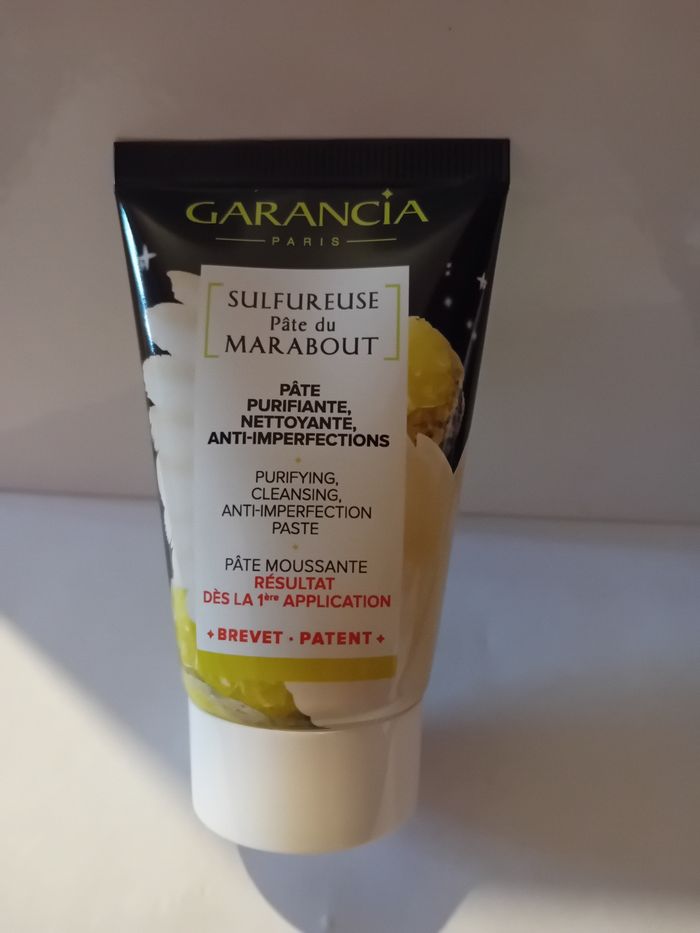 GARANCIA
PARIS
SULFUREUSE
Pâte du
MARABOUT
PÂTE
PURIFIANTE,
NETTOYANTE,
ANTI-IMPERFECTIONS
PURIFYING,
CLEANSING,
ANTI-IMPERFECTION
PASTE
PÂTE MOUSSANTE
RÉSULTAT
DÈS LA 1ère APPLICATION
BREVET · PATENT